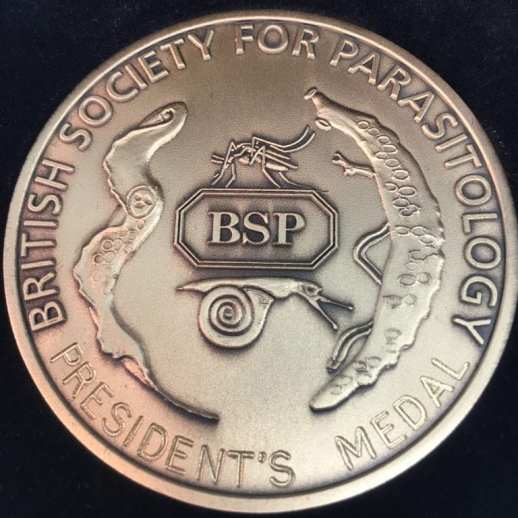 BRITISH SOCIETY FOR PARASITOLOGY
BSP
PRESIDENT'S MEDAL